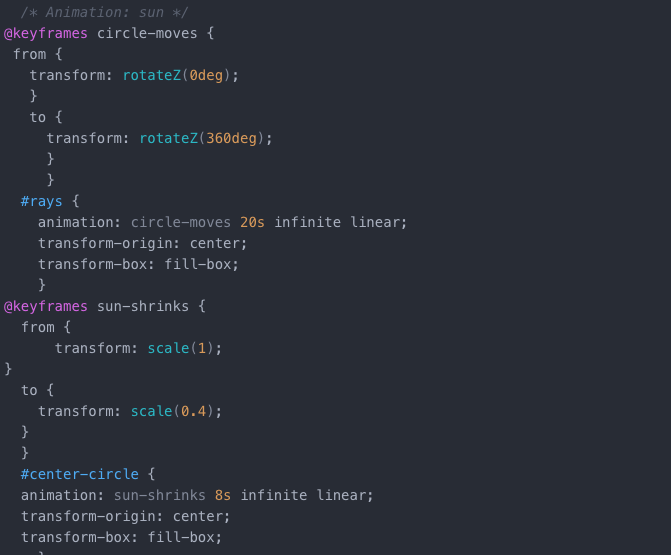 /* Animation: sun */
@keyframes circle-moves {
from {
transform: rotateZ(0deg);
}
to {
transform: rotateZ(360deg);
}
}
#rays {
animation: circle-moves 20s infinite linear;
transform-origin: center;
transform-box: fill-box;
}
@keyframes sun-shrinks {
from {
transform: scale(1);
}
to {
transform: scale(0.4);
}
}
#center-circle {
animation: sun-shrinks 8s infinite linear;
transform-origin: center;
transform-box: fill-box;
}